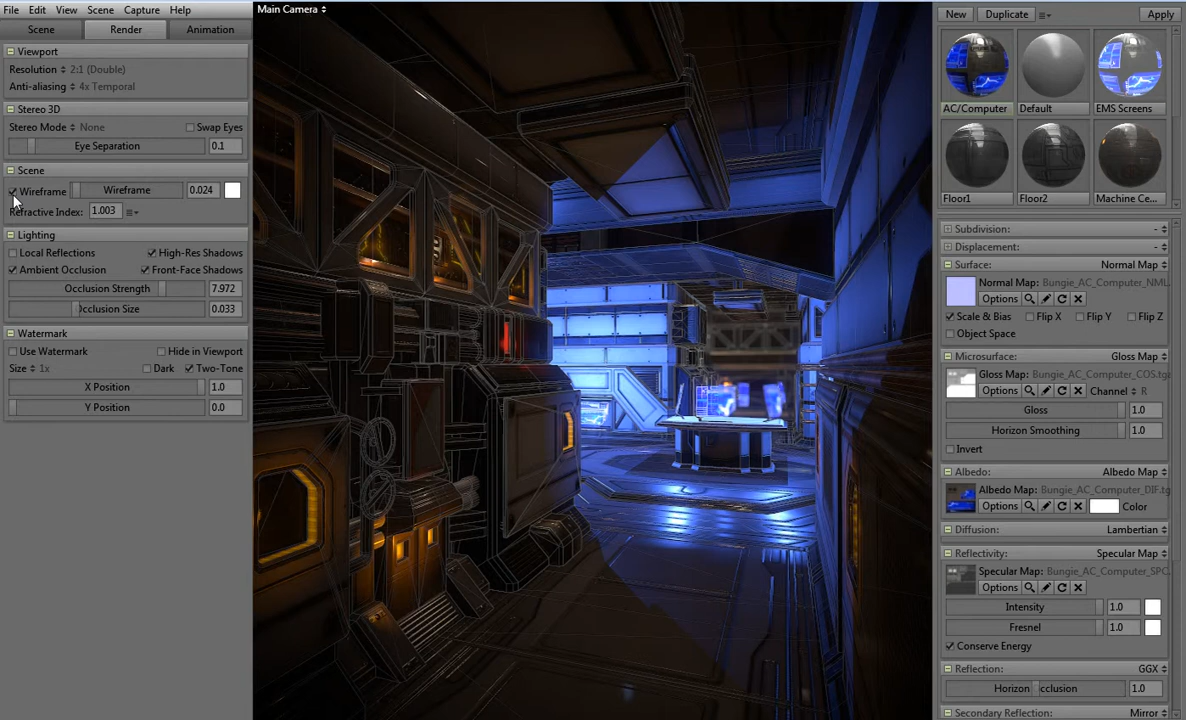 File Edit View Scene Capture Help
Scene Render Animation
Viewport
Resolution 2:1 (Double)
Anti-aliasing 4x Temporal
Stereo 3D
Stereo Mode None Swap Eyes
Eye Separation 0.1
Scene
Wireframe Wireframe 0.024
Refractive Index: 1.003
Lighting
Local Reflections High-Res Shadows
Ambient Occlusion Front-Face Shadows
Occlusion Strength 7.972
Occlusion Size 0.033
Watermark
Use Watermark Hide in Viewport
Size 1x Dark Two-Tone
X Position 1.0
Y Position 0.0
Main Camera
New Duplicate Apply
AC/Computer Default EMS Screens
Floor1 Floor2 Machine Ce...
Subdivision: -
Displacement: -
Surface: Normal Map
Normal Map: Bungie_AC_Computer_NML
Options
Scale & Bias Flip X Flip Y Flip Z
Object Space
Microsurface: Gloss Map
Gloss Map: Bungie_AC_Computer_COS.tga
Options Channel R
Gloss 1.0
Horizon Smoothing 1.0
Invert
Albedo: Albedo Map
Albedo Map: Bungie_AC_Computer_DIF.tg
Options Color
Diffusion: Lambertian
Reflectivity: Specular Map
Specular Map: Bungie_AC_Computer_SPC
Options
Intensity 1.0
Fresnel 1.0
Conserve Energy
Reflection: GGX
Horizon Occlusion 1.0
Secondary Reflection: Mirror